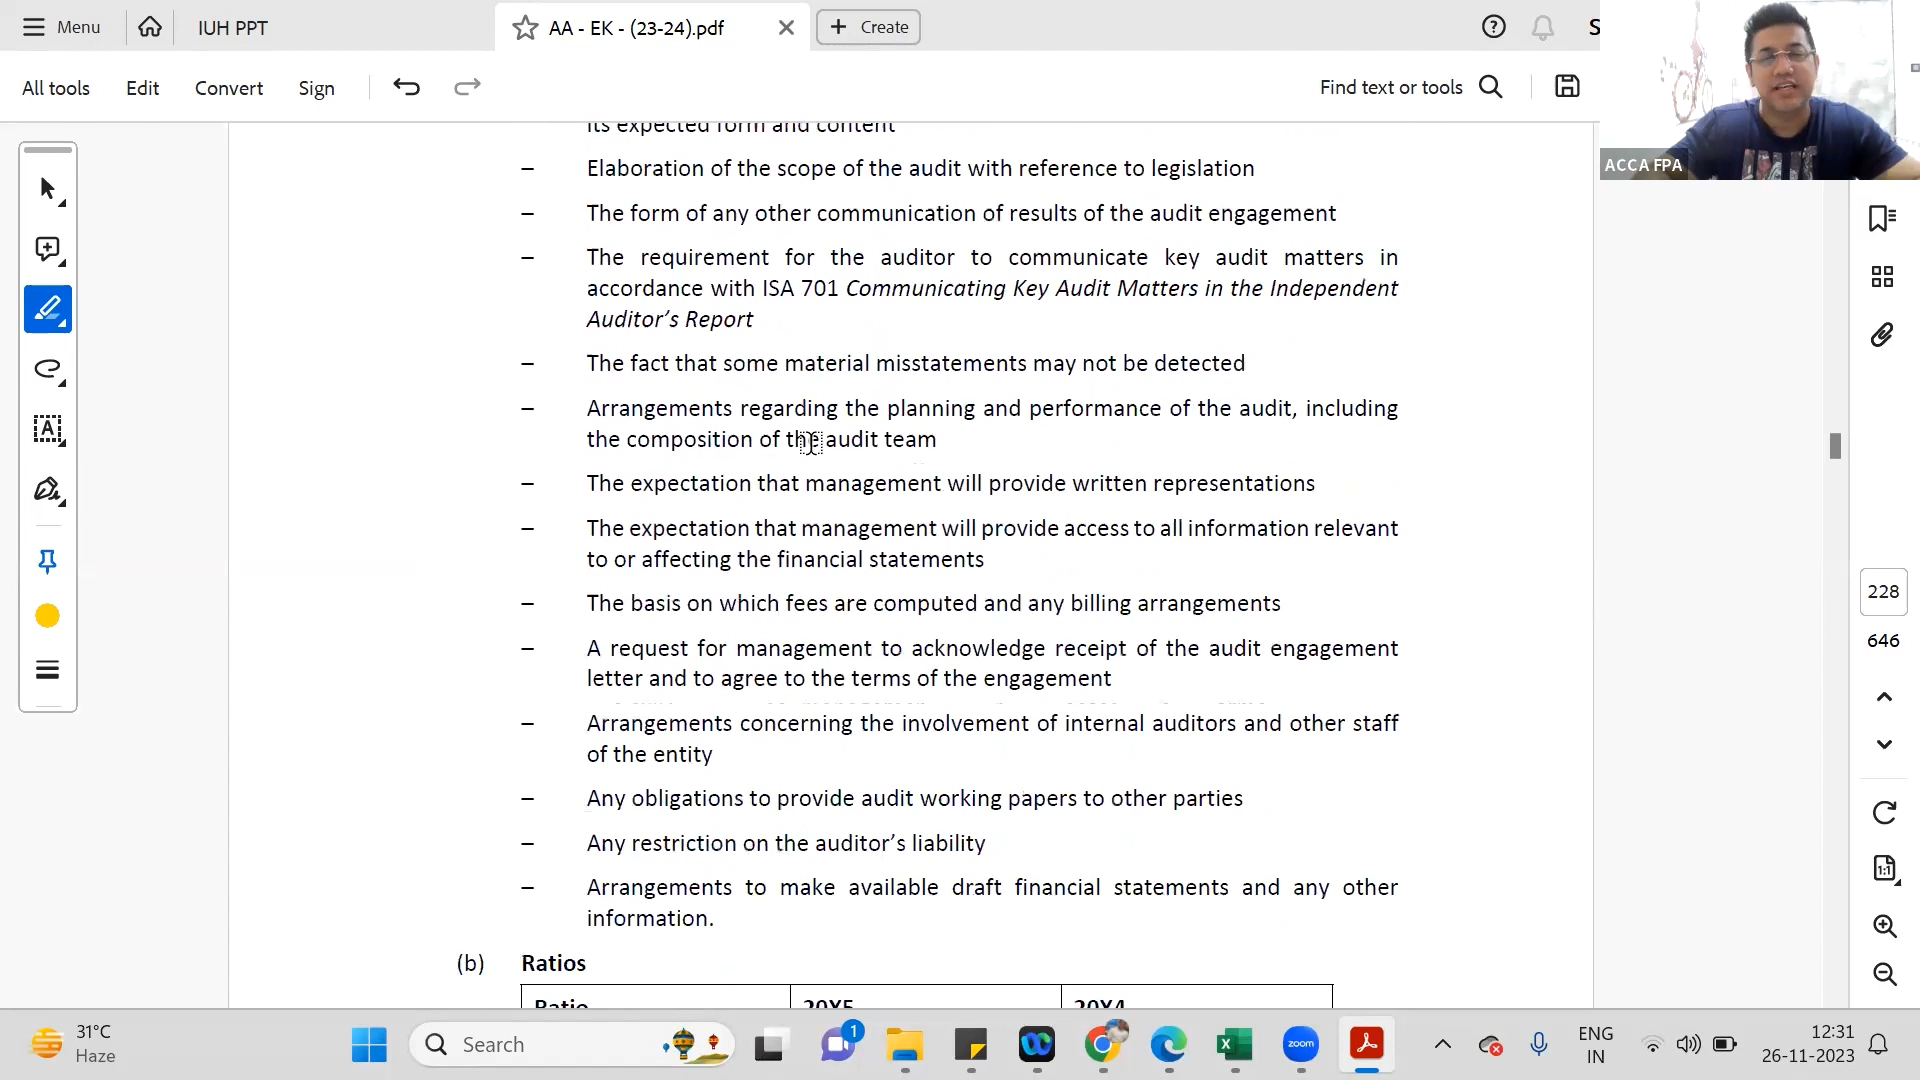 Menu
IUH PPT
AA - EK - (23-24).pdf
Create
S
All tools
Edit
Convert
Sign
Find text or tools
ACCA FPA
its expected form and content
– Elaboration of the scope of the audit with reference to legislation
– The form of any other communication of results of the audit engagement
– The requirement for the auditor to communicate key audit matters in
accordance with ISA 701 Communicating Key Audit Matters in the Independent
Auditor’s Report
– The fact that some material misstatements may not be detected
– Arrangements regarding the planning and performance of the audit, including
the composition of the audit team
– The expectation that management will provide written representations
– The expectation that management will provide access to all information relevant
to or affecting the financial statements
– The basis on which fees are computed and any billing arrangements
– A request for management to acknowledge receipt of the audit engagement
letter and to agree to the terms of the engagement
– Arrangements concerning the involvement of internal auditors and other staff
of the entity
– Any obligations to provide audit working papers to other parties
– Any restriction on the auditor’s liability
– Arrangements to make available draft financial statements and any other
information.
(b) Ratios
Ratio 20X5 20X4
228
646
1:1
31°C
Haze
Search
1
zoom
ENG
IN
12:31
26-11-2023